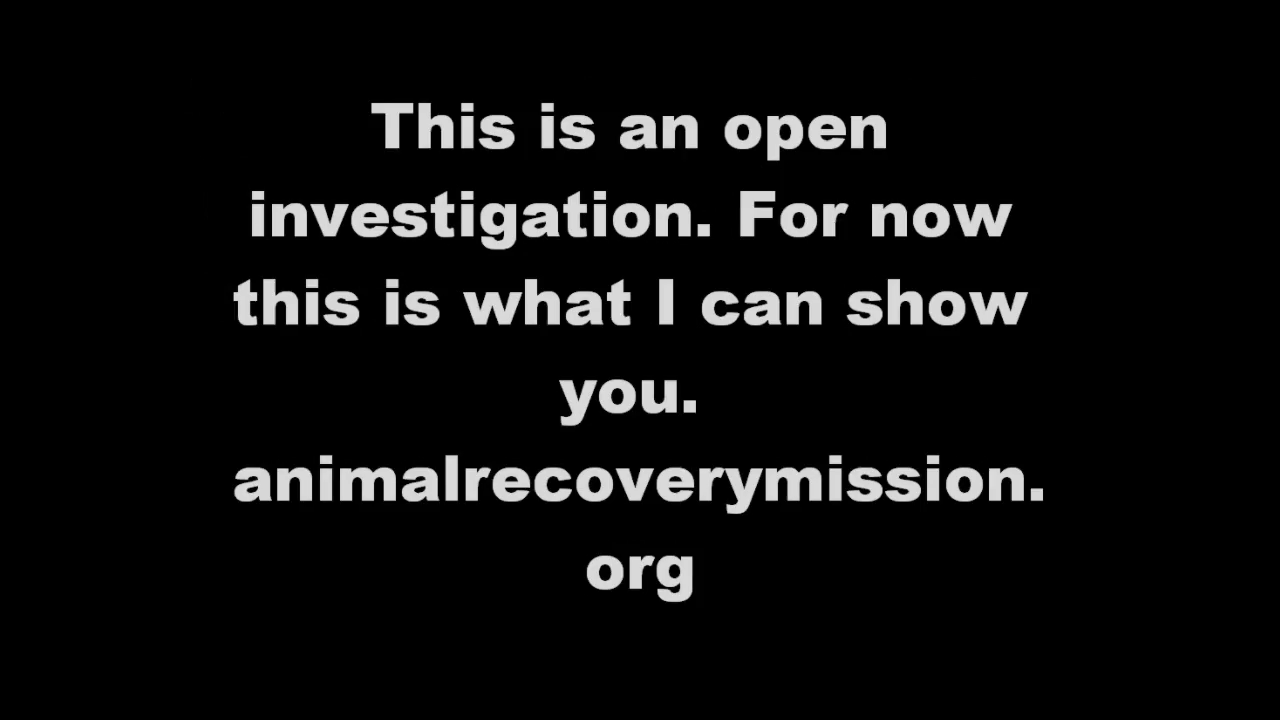 This is an open
investigation. For now
this is what I can show
you.
animalrecoverymission.
org